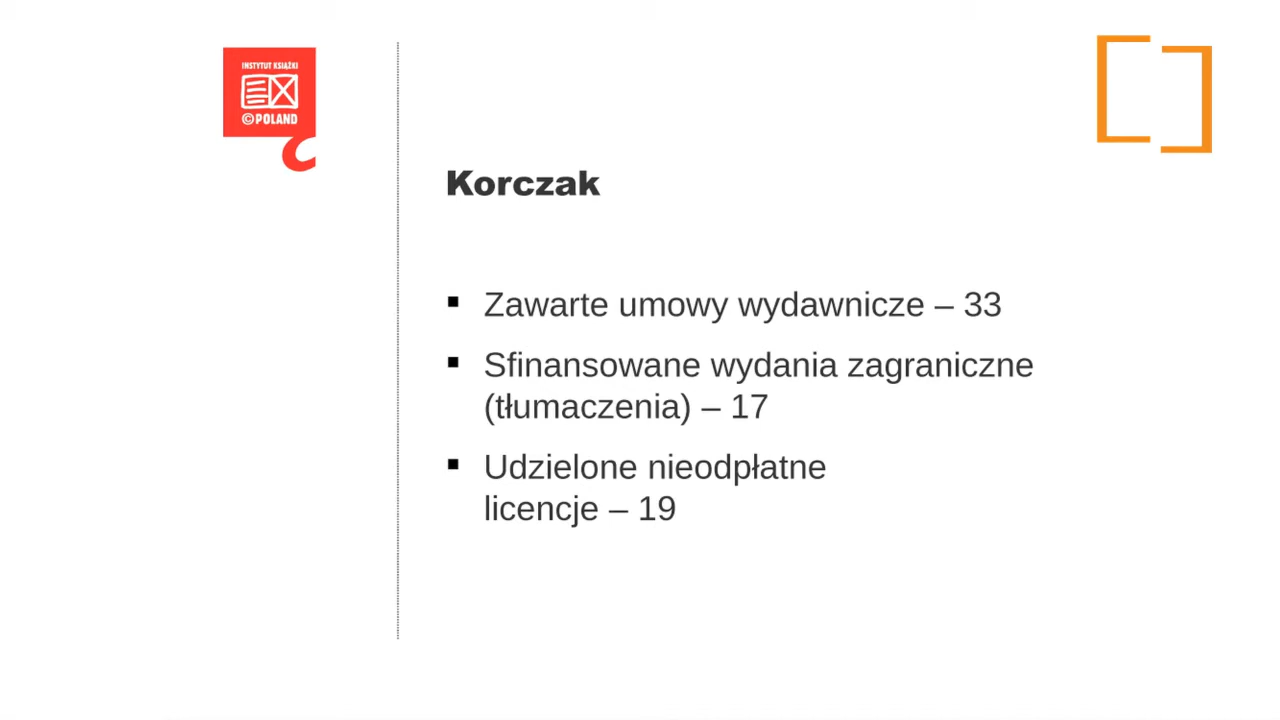 INSTYTUT KSIĄŻKI
©POLAND
Korczak
▪ Zawarte umowy wydawnicze – 33
▪ Sfinansowane wydania zagraniczne
(tłumaczenia) – 17
▪ Udzielone nieodpłatne
licencje – 19